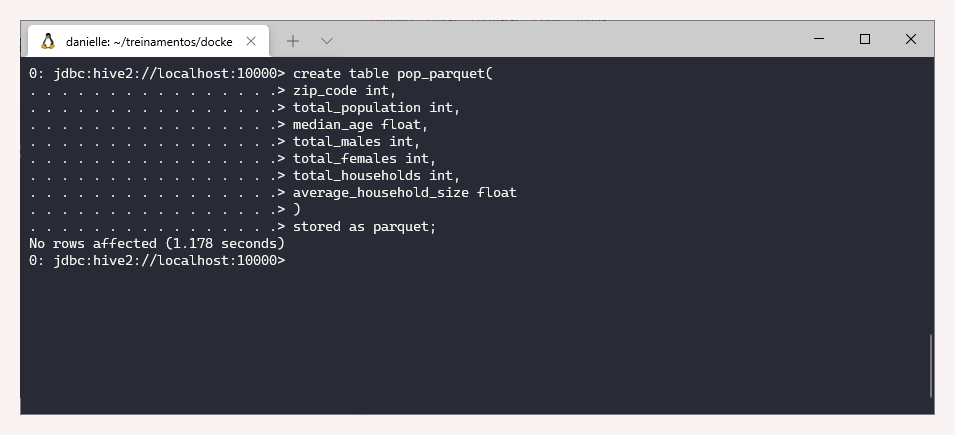 danielle: ~/treinamentos/docke
0: jdbc:hive2://localhost:10000> create table pop_parquet(
. . . . . . . . . . . . . . . .> zip_code int,
. . . . . . . . . . . . . . . .> total_population int,
. . . . . . . . . . . . . . . .> median_age float,
. . . . . . . . . . . . . . . .> total_males int,
. . . . . . . . . . . . . . . .> total_females int,
. . . . . . . . . . . . . . . .> total_households int,
. . . . . . . . . . . . . . . .> average_household_size float
. . . . . . . . . . . . . . . .> )
. . . . . . . . . . . . . . . .> stored as parquet;
No rows affected (1.178 seconds)
0: jdbc:hive2://localhost:10000>